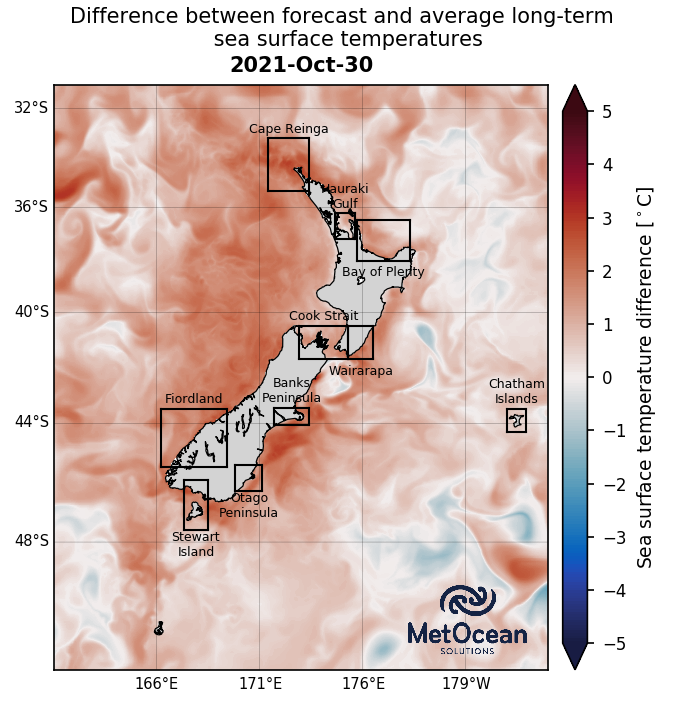 Difference between forecast and average long-term
sea surface temperatures
2021-Oct-30
32°S
36°S
40°S
44°S
48°S
166°E
171°E
176°E
179°W
Cape Reinga
Hauraki
Gulf
Bay of Plenty
Cook Strait
Wairarapa
Banks
Peninsula
Fiordland
Chatham
Islands
Otago
Peninsula
Stewart
Island
MetOcean
SOLUTIONS
5
4
3
2
1
0
−1
−2
−3
−4
−5
Sea surface temperature difference [°C]